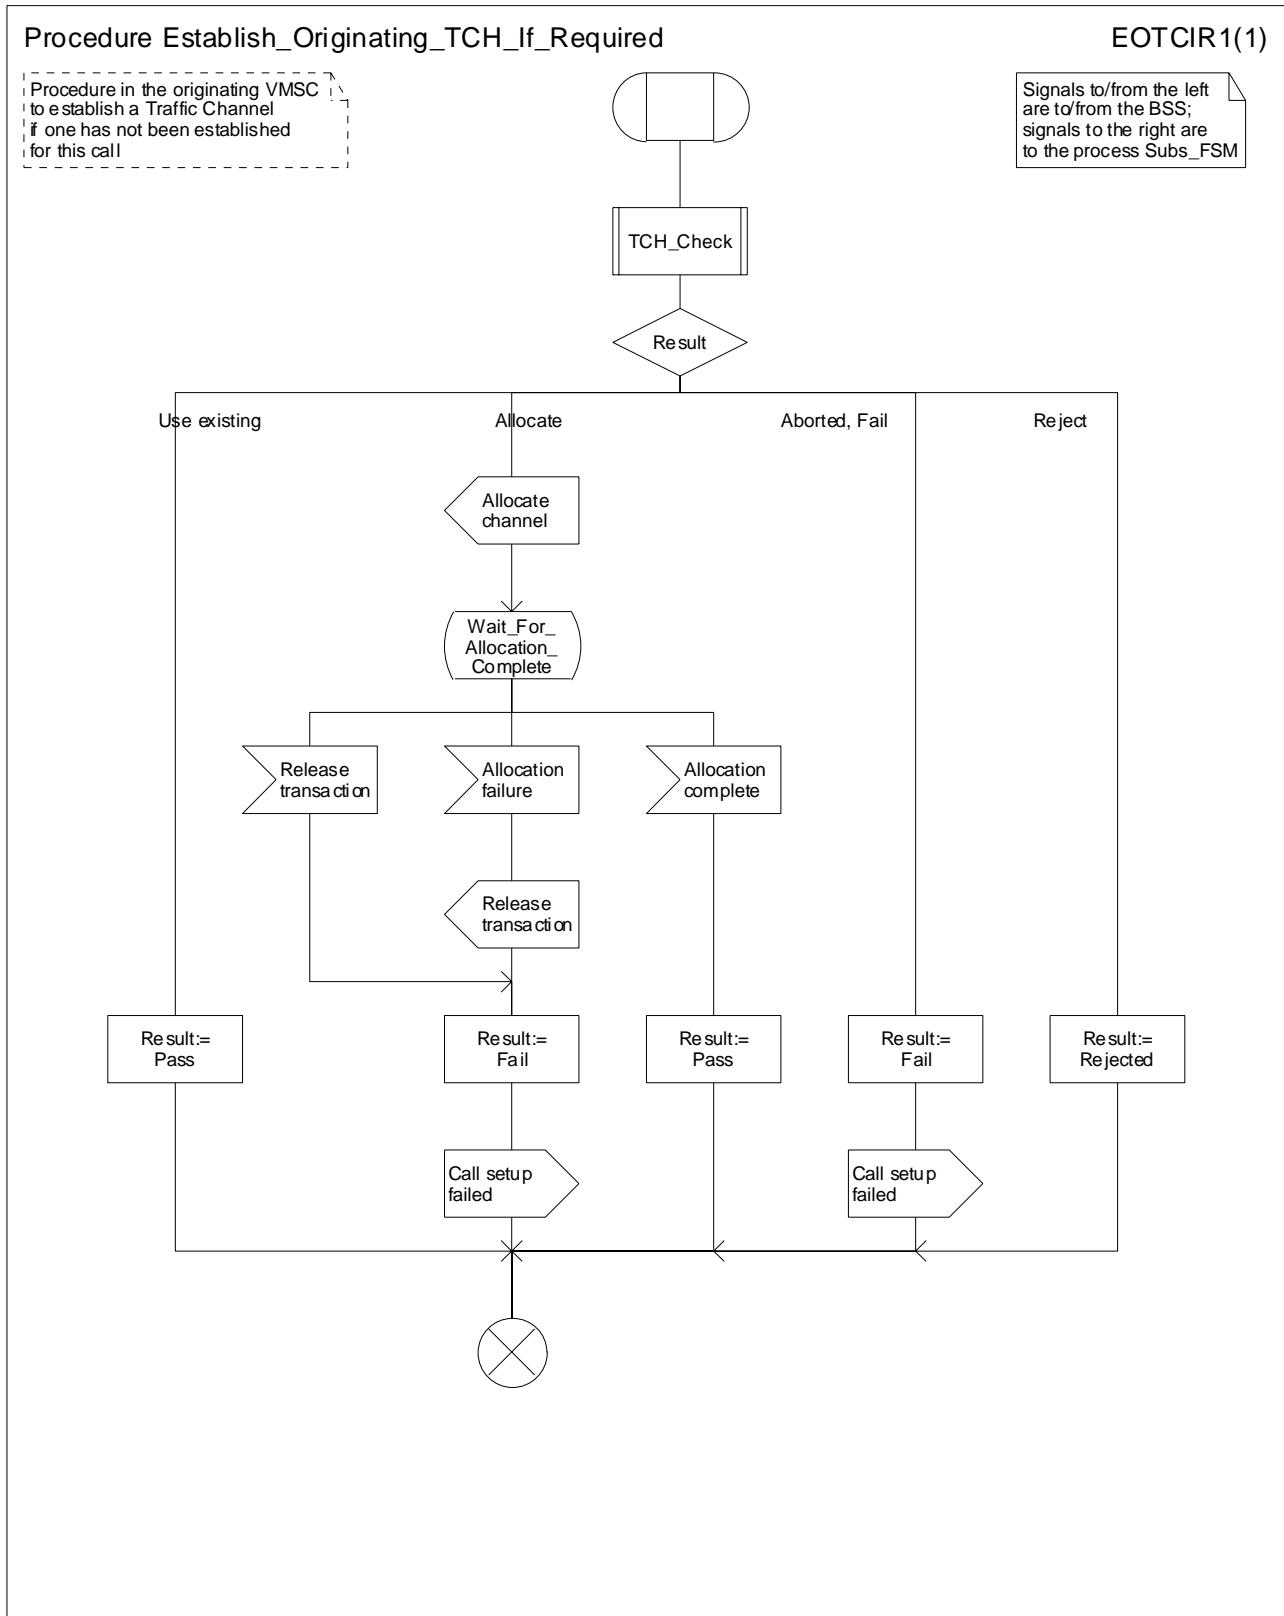 Procedure Establish_Originating_TCH_If_Required
EOTCIR1(1)
Procedure in the originating VMSC
to establish a Traffic Channel
if one has not been established
for this call
Signals to/from the left
are to/from the BSS;
signals to the right are
to the process Subs_FSM
TCH_Check
Result
Use existing
Allocate
Aborted, Fail
Reject
Allocate
channel
Wait_For_
Allocation_
Complete
Release
transaction
Allocation
failure
Allocation
complete
Release
transaction
Result:=
Pass
Result:=
Fail
Result:=
Pass
Result:=
Fail
Result:=
Rejected
Call setup
failed
Call setup
failed